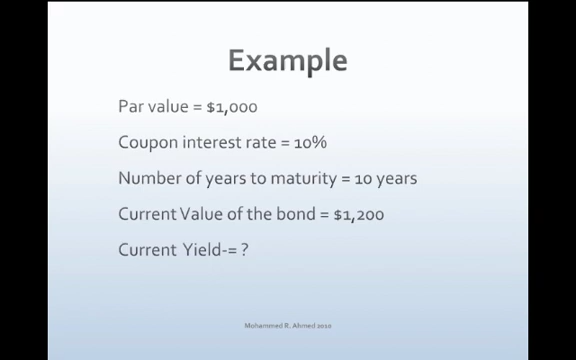 Example
Par value = $1,000
Coupon interest rate = 10%
Number of years to maturity = 10 years
Current Value of the bond = $1,200
Current Yield-= ?
Mohammed R. Ahmed 2010